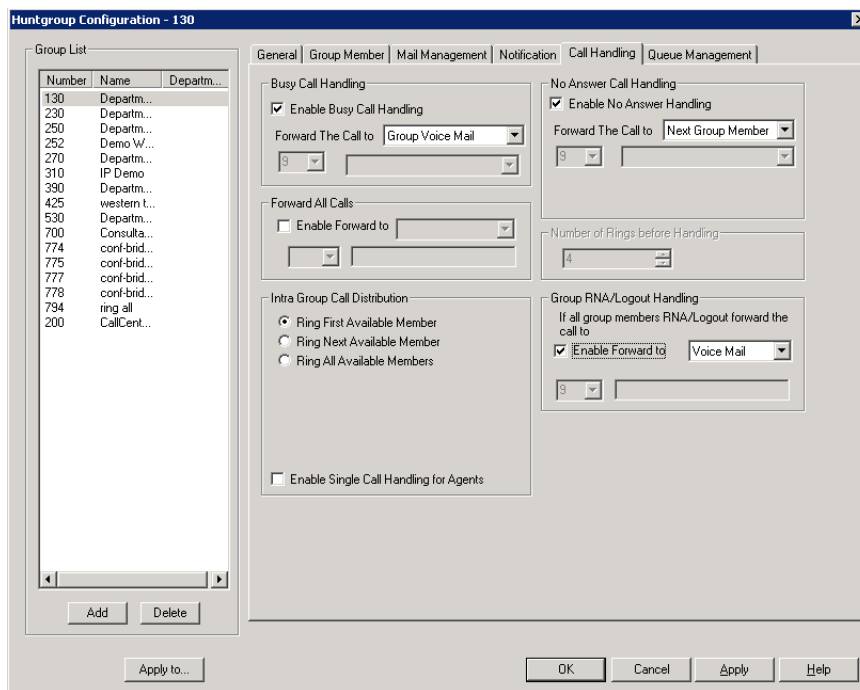 Huntgroup Configuration - 130
Group List
Number Name Departm...
130 Departm...
230 Departm...
250 Departm...
252 Demo W...
270 Departm...
310 IP Demo
390 Departm...
425 western t...
530 Departm...
700 Consulta...
774 conf-brid...
775 conf-brid...
777 conf-brid...
778 conf-brid...
794 ring all
200 CallCent...
Add Delete
Apply to...
General Group Member Mail Management Notification Call Handling Queue Management
Busy Call Handling
Enable Busy Call Handling
Forward The Call to Group Voice Mail
9
Forward All Calls
Enable Forward to
Intra Group Call Distribution
Ring First Available Member
Ring Next Available Member
Ring All Available Members
Enable Single Call Handling for Agents
No Answer Call Handling
Enable No Answer Handling
Forward The Call to Next Group Member
9
Number of Rings before Handling
4
Group RNA/Logout Handling
If all group members RNA/Logout forward the
call to
Enable Forward to Voice Mail
9
OK Cancel Apply Help